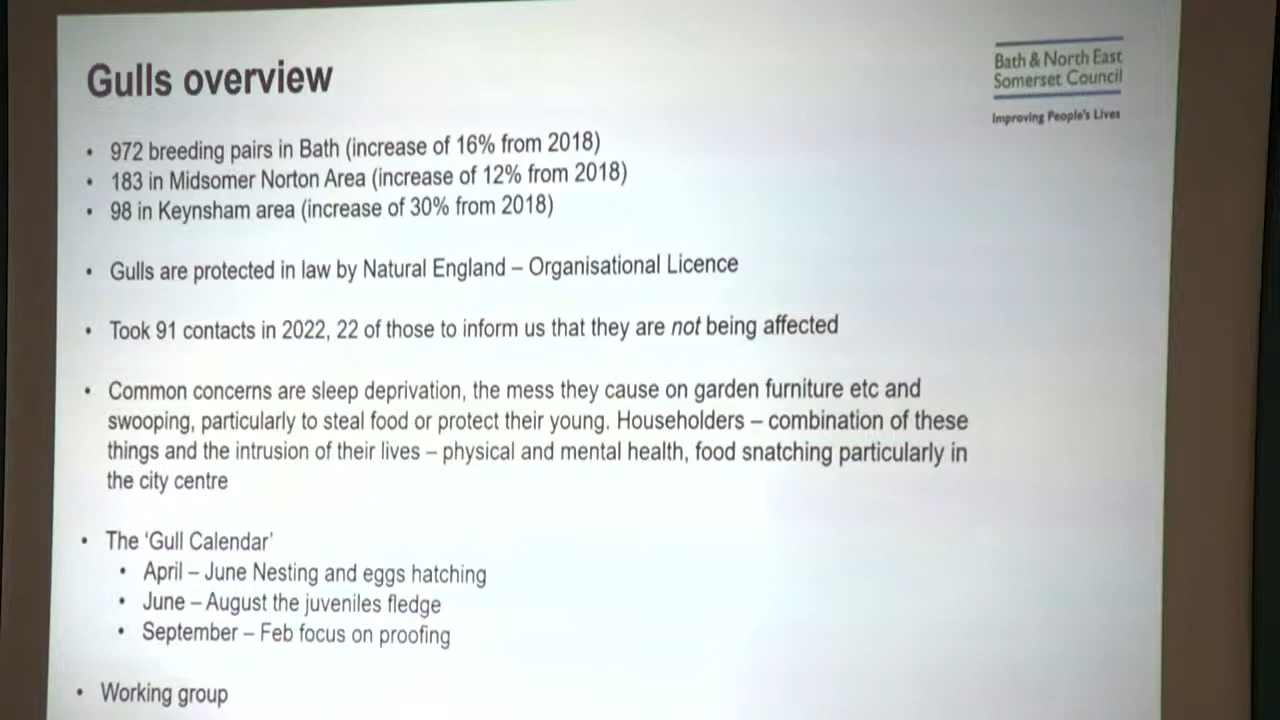 Gulls overview
Bath & North East
Somerset Council
Improving People's Lives
• 972 breeding pairs in Bath (increase of 16% from 2018)
• 183 in Midsomer Norton Area (increase of 12% from 2018)
• 98 in Keynsham area (increase of 30% from 2018)
• Gulls are protected in law by Natural England – Organisational Licence
• Took 91 contacts in 2022, 22 of those to inform us that they are not being affected
• Common concerns are sleep deprivation, the mess they cause on garden furniture etc and
swooping, particularly to steal food or protect their young. Householders – combination of these
things and the intrusion of their lives – physical and mental health, food snatching particularly in
the city centre
• The ‘Gull Calendar’
• April – June Nesting and eggs hatching
• June – August the juveniles fledge
• September – Feb focus on proofing
• Working group